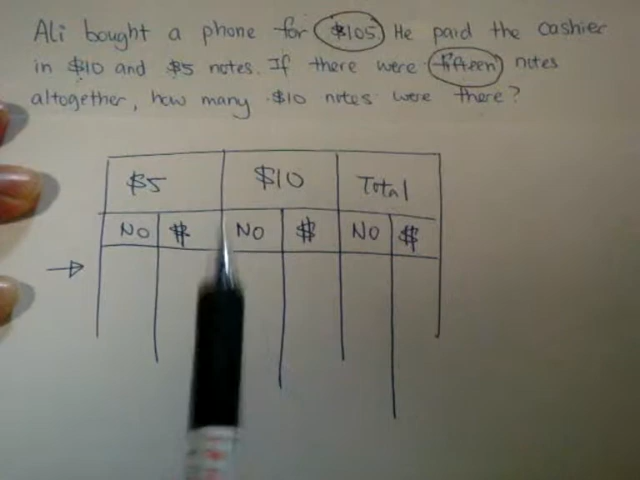 Ali bought a phone for $105. He paid the cashier
in $10 and $5 notes. If there were fifteen notes
altogether, how many $10 notes were there?
$5 $10 Total
NO $ NO $ NO $